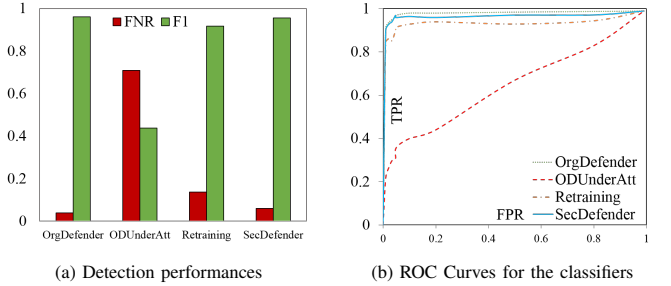 1
0.8
0.6
0.4
0.2
0
FNR F1
OrgDefender ODUnderAtt Retraining SecDefender
(a) Detection performances
1
0.8
0.6
0.4
0.2
0
TPR
OrgDefender
ODUnderAtt
Retraining
SecDefender
FPR
0 0.2 0.4 0.6 0.8 1
(b) ROC Curves for the classifiers